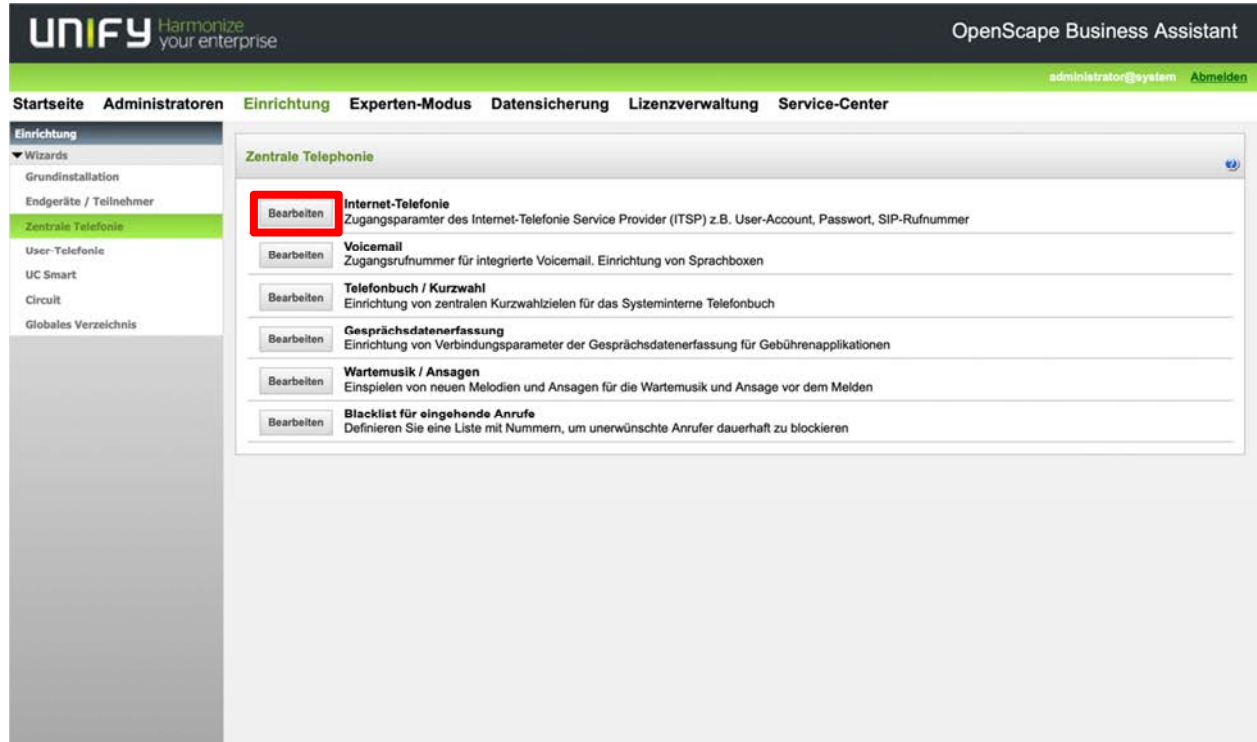 UNIFY Harmonize
your enterprise
OpenScape Business Assistant
administrator@system Abmelden
Startseite Administratoren Einrichtung Experten-Modus Datensicherung Lizenzverwaltung Service-Center
Einrichtung
Wizards
Grundinstallation
Endgeräte / Teilnehmer
Zentrale Telefonie
User-Telefonie
UC Smart
Circuit
Globales Verzeichnis
Zentrale Telephonie
Bearbeiten
Internet-Telefonie
Zugangsparamter des Internet-Telefonie Service Provider (ITSP) z.B. User-Account, Passwort, SIP-Rufnummer
Bearbeiten
Voicemail
Zugangsrufnummer für integrierte Voicemail. Einrichtung von Sprachboxen
Bearbeiten
Telefonbuch / Kurzwahl
Einrichtung von zentralen Kurzwahlzielen für das Systeminterne Telefonbuch
Bearbeiten
Gesprächsdatenerfassung
Einrichtung von Verbindungsparameter der Gesprächsdatenerfassung für Gebührenapplikationen
Bearbeiten
Wartemusik / Ansagen
Einspielen von neuen Melodien und Ansagen für die Wartemusik und Ansage vor dem Melden
Bearbeiten
Blacklist für eingehende Anrufe
Definieren Sie eine Liste mit Nummern, um unerwünschte Anrufer dauerhaft zu blockieren